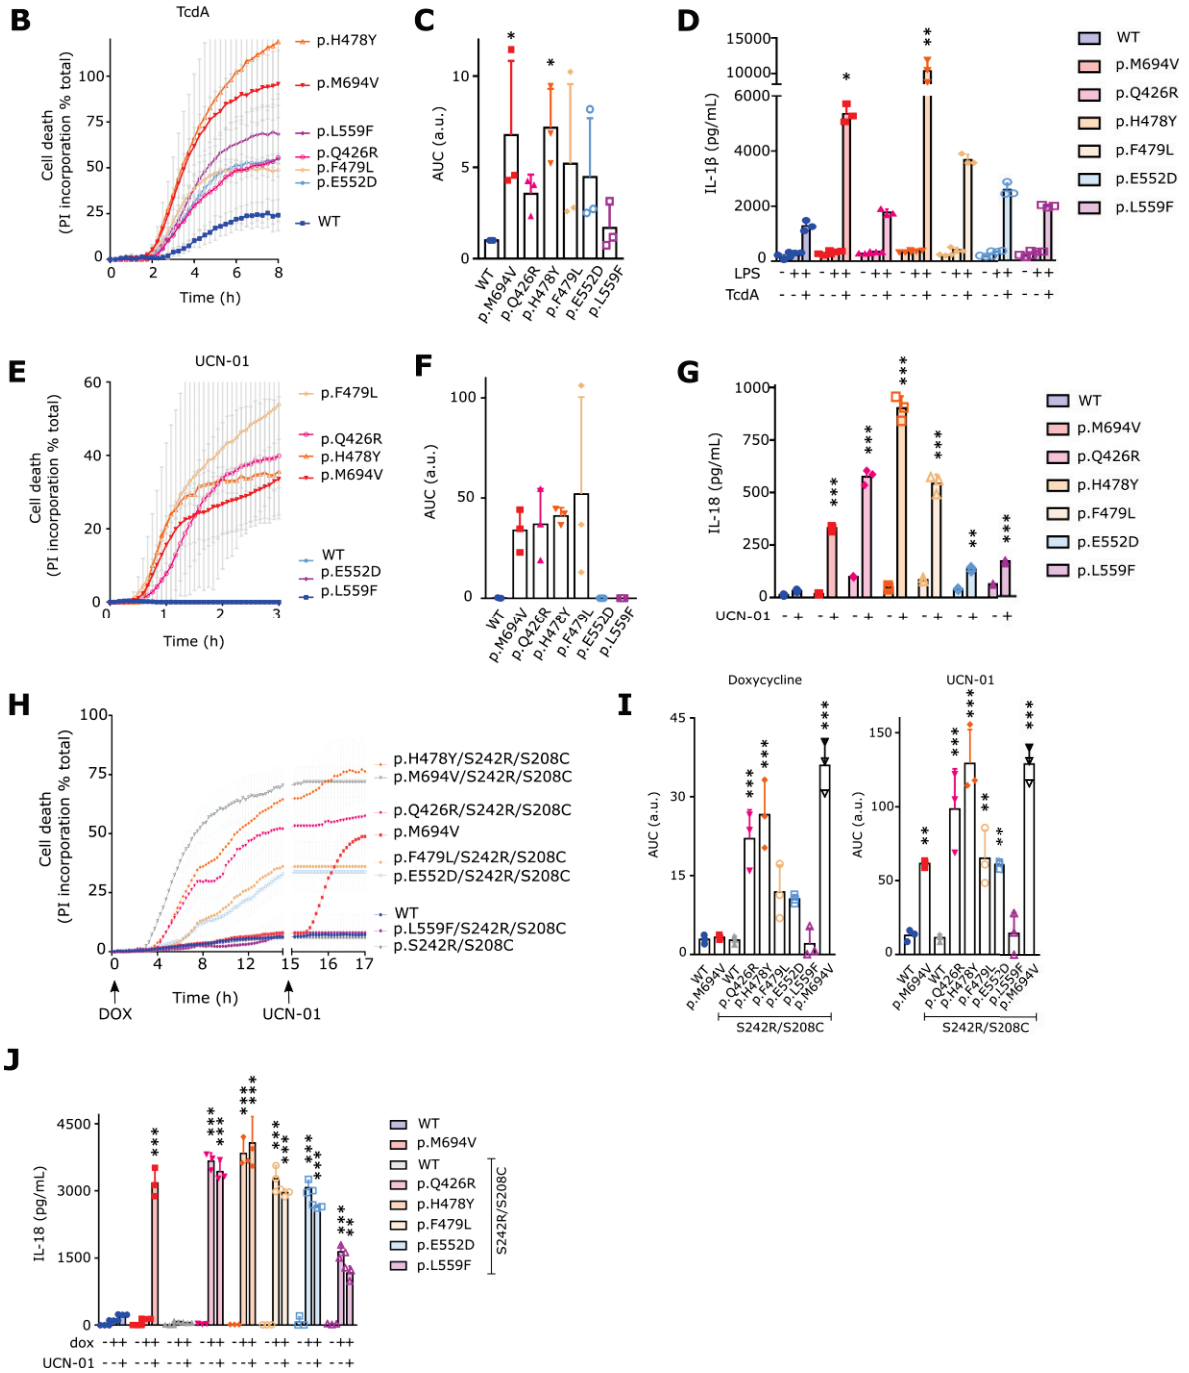 B
TcdA
Cell death
(PI incorporation % total)
100
75
50
25
0
0 2 4 6 8
Time (h)
p.H478Y
p.M694V
p.L559F
p.Q426R
p.F479L
p.E552D
WT
C
AUC (a.u.)
10
5
0
* *
WT p.M694V p.Q426R p.H478Y p.F479L p.E552D p.L559F
D
IL-1β (pg/mL)
15000
10000
6000
4000
2000
0
* **
LPS - + + - + + - + + - + + - + + - + + - + +
TcdA - - + - - + - - + - - + - - + - - + - - +
WT
p.M694V
p.Q426R
p.H478Y
p.F479L
p.E552D
p.L559F
E
UCN-01
Cell death
(PI incorporation % total)
60
40
20
0
0 1 2 3
Time (h)
p.F479L
p.Q426R
p.H478Y
p.M694V
WT
p.E552D
p.L559F
F
AUC (a.u.)
100
50
0
WT p.M694V p.Q426R p.H478Y p.F479L p.E552D p.L559F
G
IL-18 (pg/mL)
1000
750
500
250
0
*** *** *** *** ** ***
UCN-01 - + - + - + - + - + - + - +
WT
p.M694V
p.Q426R
p.H478Y
p.F479L
p.E552D
p.L559F
H
Cell death
(PI incorporation % total)
100
75
50
25
0
0 4 8 12 15 16 17
Time (h)
DOX
UCN-01
p.H478Y/S242R/S208C
p.M694V/S242R/S208C
p.Q426R/S242R/S208C
p.M694V
p.F479L/S242R/S208C
p.E552D/S242R/S208C
WT
p.L559F/S242R/S208C
p.S242R/S208C
I
Doxycycline
AUC (a.u.)
45
30
15
0
*** *** ***
WT p.M694V WT p.Q426R p.H478Y p.F479L p.E552D p.L559F p.M694V
S242R/S208C
UCN-01
AUC (a.u.)
150
100
50
0
** *** *** ** ** ***
WT p.M694V WT p.Q426R p.H478Y p.F479L p.E552D p.L559F p.M694V
S242R/S208C
J
IL-18 (pg/mL)
4500
3000
1500
0
*** *** *** *** *** *** *** *** *** *** **
dox -++ -++ -++ -++ -++ -++ -++ -++
UCN-01 --+ --+ --+ --+ --+ --+ --+ --+
WT
p.M694V
WT
p.Q426R
p.H478Y
p.F479L
p.E552D
p.L559F
S242R/S208C